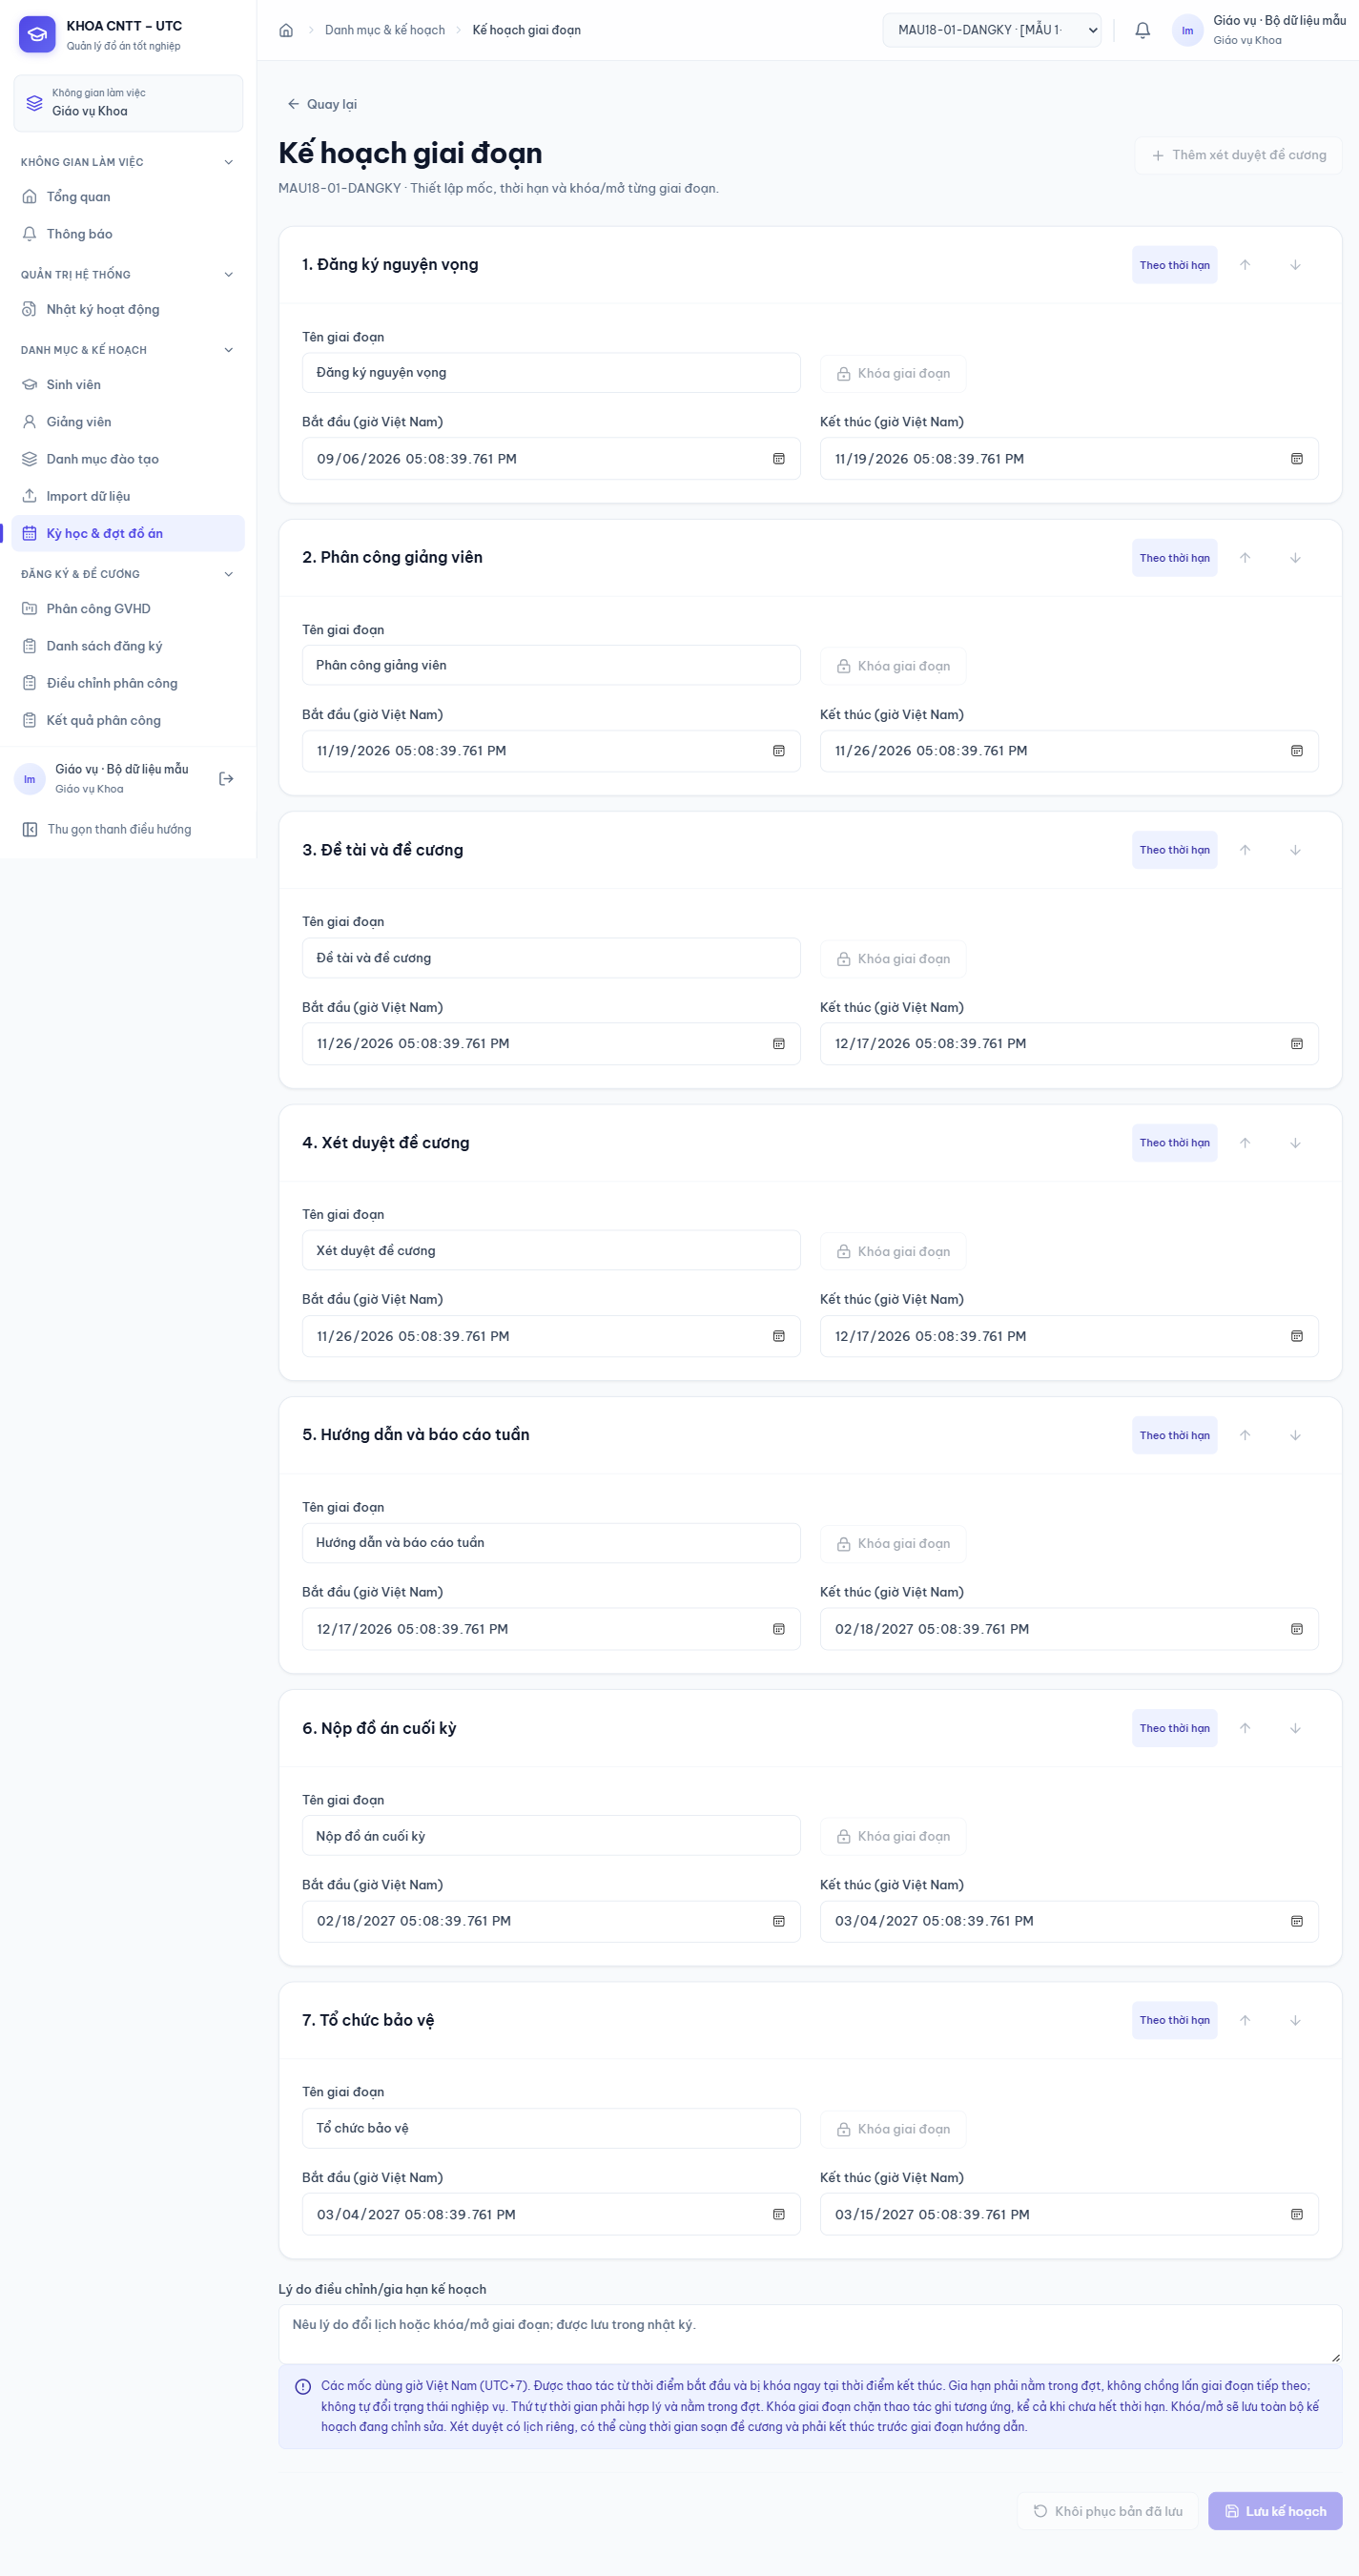 KHOA CNTT – UTC
Quản lý đồ án tốt nghiệp
Không gian làm việc
Giáo vụ Khoa
KHÔNG GIAN LÀM VIỆC
Tổng quan
Thông báo
QUẢN TRỊ HỆ THỐNG
Nhật ký hoạt động
DANH MỤC & KẾ HOẠCH
Sinh viên
Giảng viên
Danh mục đào tạo
Import dữ liệu
Kỳ học & đợt đồ án
ĐĂNG KÝ & ĐỀ CƯƠNG
Phân công GVHD
Danh sách đăng ký
Điều chỉnh phân công
Kết quả phân công
lm
Giáo vụ · Bộ dữ liệu mẫu
Giáo vụ Khoa
Thu gọn thanh điều hướng
Danh mục & kế hoạch
Kế hoạch giai đoạn
MAU18-01-DANGKY · [MẪU 1·
lm
Giáo vụ · Bộ dữ liệu mẫu
Giáo vụ Khoa
Quay lại
Kế hoạch giai đoạn
Thêm xét duyệt đề cương
MAU18-01-DANGKY · Thiết lập mốc, thời hạn và khóa/mở từng giai đoạn.
1. Đăng ký nguyện vọng
Theo thời hạn
Tên giai đoạn
Đăng ký nguyện vọng
Khóa giai đoạn
Bắt đầu (giờ Việt Nam)
Kết thúc (giờ Việt Nam)
09/06/2026 05:08:39.761 PM
11/19/2026 05:08:39.761 PM
2. Phân công giảng viên
Theo thời hạn
Tên giai đoạn
Phân công giảng viên
Khóa giai đoạn
Bắt đầu (giờ Việt Nam)
Kết thúc (giờ Việt Nam)
11/19/2026 05:08:39.761 PM
11/26/2026 05:08:39.761 PM
3. Đề tài và đề cương
Theo thời hạn
Tên giai đoạn
Đề tài và đề cương
Khóa giai đoạn
Bắt đầu (giờ Việt Nam)
Kết thúc (giờ Việt Nam)
11/26/2026 05:08:39.761 PM
12/17/2026 05:08:39.761 PM
4. Xét duyệt đề cương
Theo thời hạn
Tên giai đoạn
Xét duyệt đề cương
Khóa giai đoạn
Bắt đầu (giờ Việt Nam)
Kết thúc (giờ Việt Nam)
11/26/2026 05:08:39.761 PM
12/17/2026 05:08:39.761 PM
5. Hướng dẫn và báo cáo tuần
Theo thời hạn
Tên giai đoạn
Hướng dẫn và báo cáo tuần
Khóa giai đoạn
Bắt đầu (giờ Việt Nam)
Kết thúc (giờ Việt Nam)
12/17/2026 05:08:39.761 PM
02/18/2027 05:08:39.761 PM
6. Nộp đồ án cuối kỳ
Theo thời hạn
Tên giai đoạn
Nộp đồ án cuối kỳ
Khóa giai đoạn
Bắt đầu (giờ Việt Nam)
Kết thúc (giờ Việt Nam)
02/18/2027 05:08:39.761 PM
03/04/2027 05:08:39.761 PM
7. Tổ chức bảo vệ
Theo thời hạn
Tên giai đoạn
Tổ chức bảo vệ
Khóa giai đoạn
Bắt đầu (giờ Việt Nam)
Kết thúc (giờ Việt Nam)
03/04/2027 05:08:39.761 PM
03/15/2027 05:08:39.761 PM
Lý do điều chỉnh/gia hạn kế hoạch
Nêu lý do đổi lịch hoặc khóa/mở giai đoạn; được lưu trong nhật ký.
Các mốc dùng giờ Việt Nam (UTC+7). Được thao tác từ thời điểm bắt đầu và bị khóa ngay tại thời điểm kết thúc. Gia hạn phải nằm trong đợt, không chồng lấn giai đoạn tiếp theo;
không tự đổi trạng thái nghiệp vụ. Thứ tự thời gian phải hợp lý và nằm trong đợt. Khóa giai đoạn chặn thao tác ghi tương ứng, kể cả khi chưa hết thời hạn. Khóa/mở sẽ lưu toàn bộ kế
hoạch đang chỉnh sửa. Xét duyệt có lịch riêng, có thể cùng thời gian soạn đề cương và phải kết thúc trước giai đoạn hướng dẫn.
Khôi phục bản đã lưu
Lưu kế hoạch